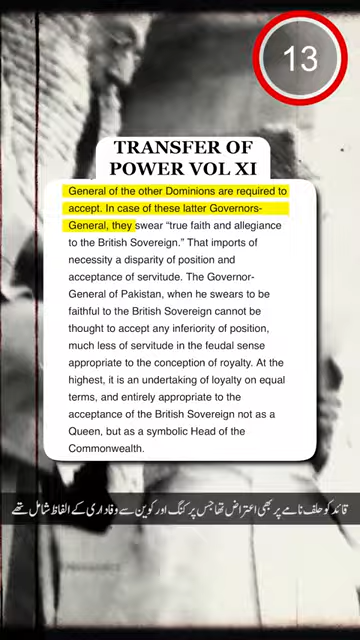 13
TRANSFER OF
POWER VOL XI
General of the other Dominions are required to
accept. In case of these latter Governors-
General, they swear “true faith and allegiance
to the British Sovereign.” That imports of
necessity a disparity of position and
acceptance of servitude. The Governor-
General of Pakistan, when he swears to be
faithful to the British Sovereign cannot be
thought to accept any inferiority of position,
much less of servitude in the feudal sense
appropriate to the conception of royalty. At the
highest, it is an undertaking of loyalty on equal
terms, and entirely appropriate to the
acceptance of the British Sovereign not as a
Queen, but as a symbolic Head of the
Commonwealth.
قائد کو حلف نامے پر بھی اعتراض تھا جس پر کنگ اور کوین سے وفاداری کے الفاظ شامل تھے